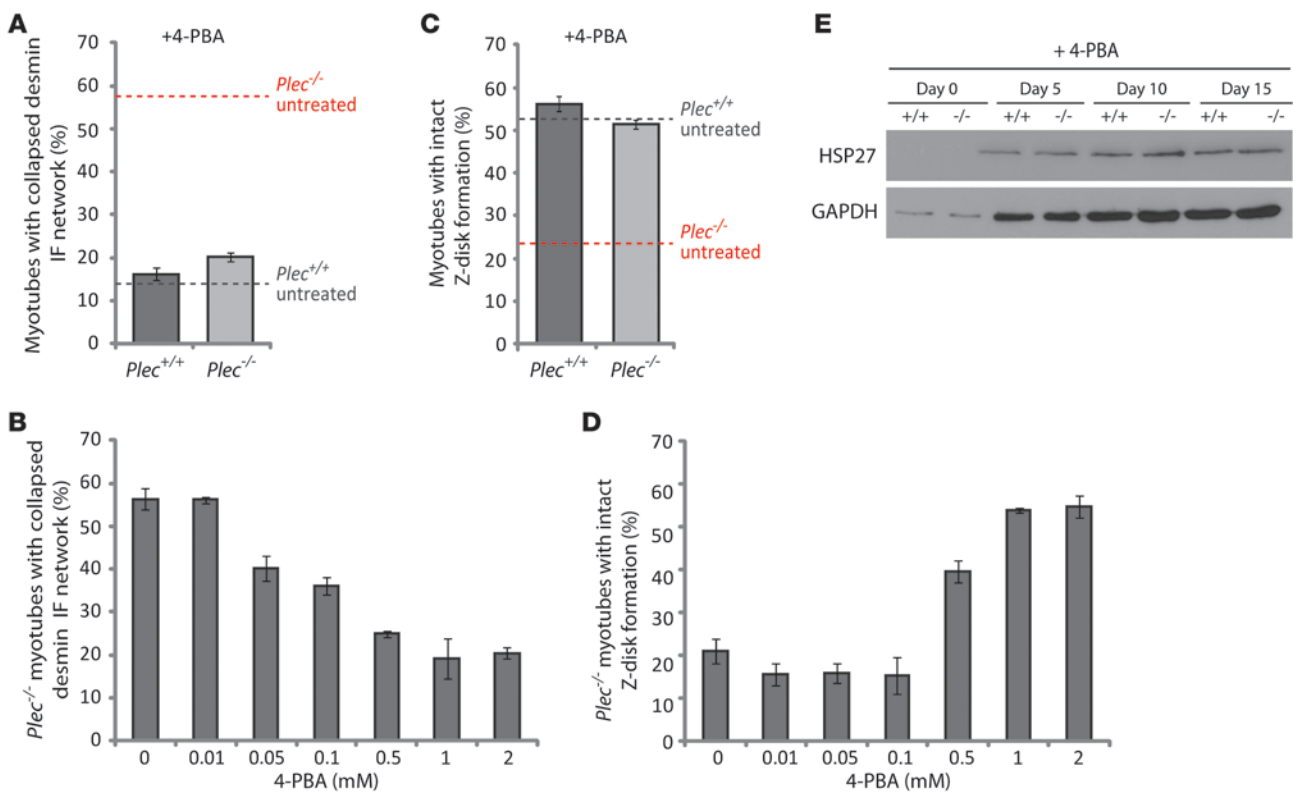 A
+4-PBA
Myotubes with collapsed desmin
IF network (%)
70
60
50
40
30
20
10
0
Plec-/-
untreated
Plec+/+
untreated
Plec+/+ Plec-/-
C
+4-PBA
Myotubes with intact
Z-disk formation (%)
70
60
50
40
30
20
10
0
Plec+/+
untreated
Plec-/-
untreated
Plec+/+ Plec-/-
E
+ 4-PBA
Day 0 Day 5 Day 10 Day 15
+/+ -/- +/+ -/- +/+ -/- +/+ -/-
HSP27
GAPDH
B
Plec-/- myotubes with collapsed
desmin IF network (%)
70
60
50
40
30
20
10
0
0 0.01 0.05 0.1 0.5 1 2
4-PBA (mM)
D
Plec-/- myotubes with intact
Z-disk formation (%)
70
60
50
40
30
20
10
0
0 0.01 0.05 0.1 0.5 1 2
4-PBA (mM)